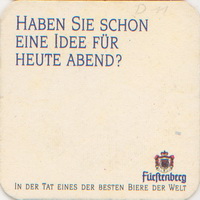 HABEN SIE SCHON
EINE IDEE FÜR
HEUTE ABEND?
Fürstenberg
IN DER TAT EINES DER BESTEN BIERE DER WELT